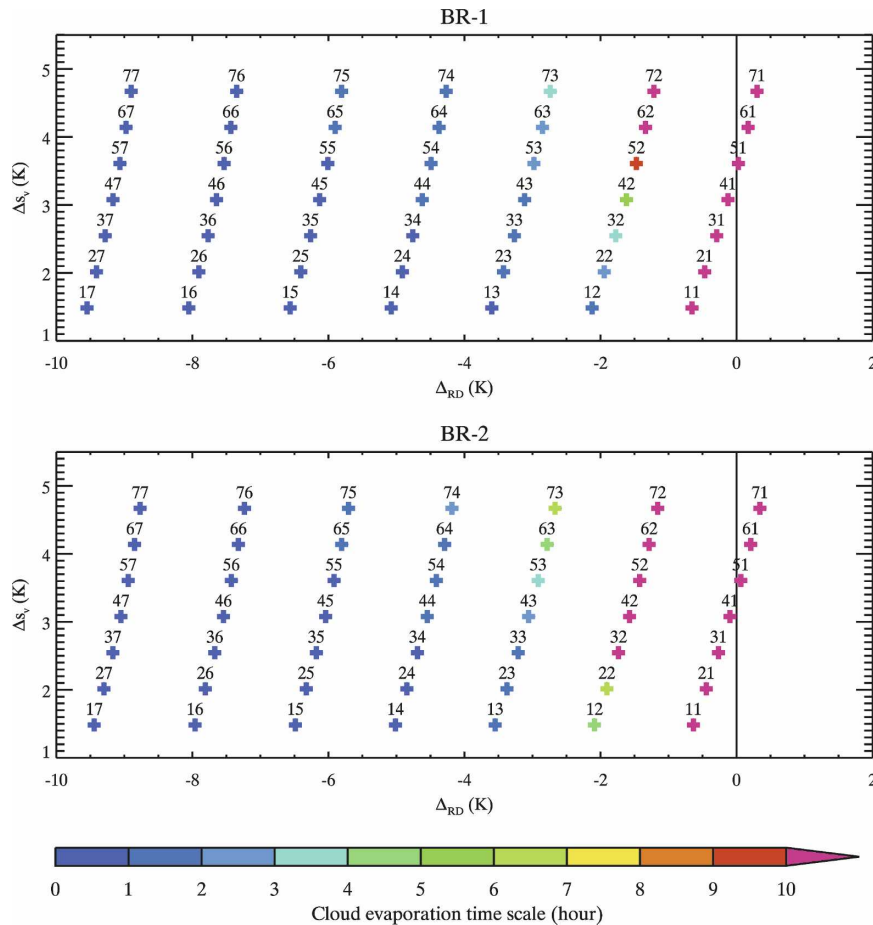 BR-1
5
77 76 75 74 73 72 71
67 66 65 64 63 62 61
4
57 56 55 54 53 52 51
47 46 45 44 43 42 41
Δs_v (K)
3
37 36 35 34 33 32 31
27 26 25 24 23 22 21
2
17 16 15 14 13 12 11
1
-10 -8 -6 -4 -2 0 2
Δ_RD (K)
BR-2
5
77 76 75 74 73 72 71
67 66 65 64 63 62 61
4
57 56 55 54 53 52 51
47 46 45 44 43 42 41
Δs_v (K)
3
37 36 35 34 33 32 31
27 26 25 24 23 22 21
2
17 16 15 14 13 12 11
1
-10 -8 -6 -4 -2 0 2
Δ_RD (K)
0 1 2 3 4 5 6 7 8 9 10
Cloud evaporation time scale (hour)